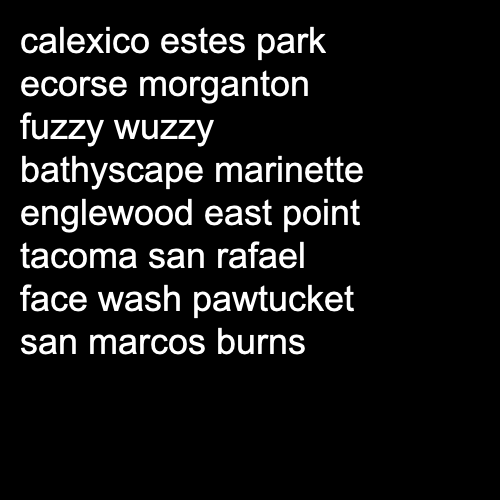 calexico estes park
ecorse morganton
fuzzy wuzzy
bathyscape marinette
englewood east point
tacoma san rafael
face wash pawtucket
san marcos burns